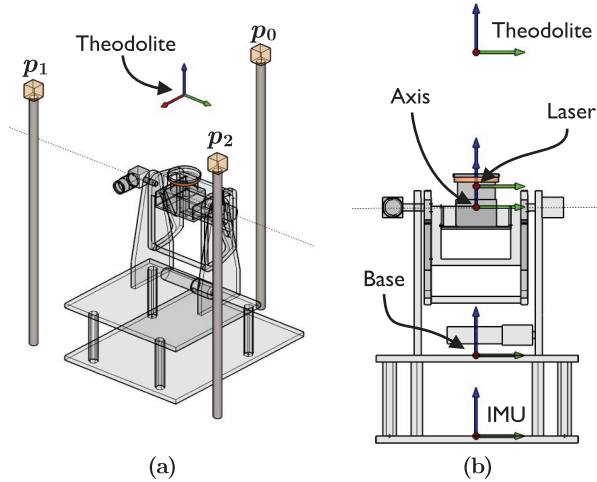 p0
Theodolite
p1
p2
(a)
Theodolite
Axis
Laser
Base
IMU
(b)